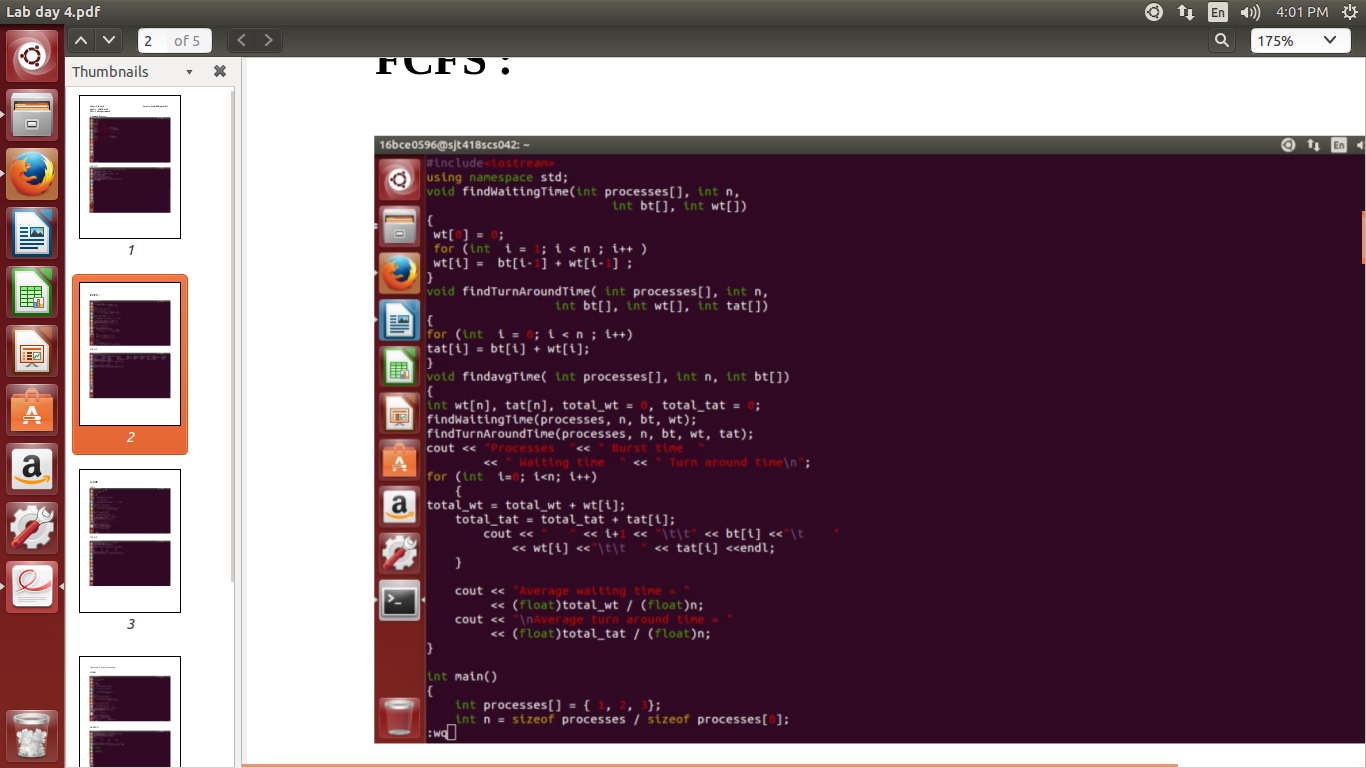 Lab day 4.pdf
En
4:01 PM
2 of 5
175%
Thumbnails
1
2
3
FCFS :
16bce0596@sjt418scs042: ~
En
#include<iostream>
using namespace std;
void findWaitingTime(int processes[], int n,
int bt[], int wt[])
{
wt[0] = 0;
for (int  i = 1; i < n ; i++ )
wt[i] =  bt[i-1] + wt[i-1] ;
}
void findTurnAroundTime( int processes[], int n,
int bt[], int wt[], int tat[])
{
for (int  i = 0; i < n ; i++)
tat[i] = bt[i] + wt[i];
}
void findavgTime( int processes[], int n, int bt[])
{
int wt[n], tat[n], total_wt = 0, total_tat = 0;
findWaitingTime(processes, n, bt, wt);
findTurnAroundTime(processes, n, bt, wt, tat);
cout << "Processes  "<< " Burst time  "
<< " Waiting time  " << " Turn around time\n";
for (int  i=0; i<n; i++)
{
total_wt = total_wt + wt[i];
total_tat = total_tat + tat[i];
cout << "   " << i+1 << "\t\t" << bt[i] <<"\t    "
<< wt[i] <<"\t\t  " << tat[i] <<endl;
}
cout << "Average waiting time = "
<< (float)total_wt / (float)n;
cout << "\nAverage turn around time = "
<< (float)total_tat / (float)n;
}
int main()
{
int processes[] = { 1, 2, 3};
int n = sizeof processes / sizeof processes[0];
:wq